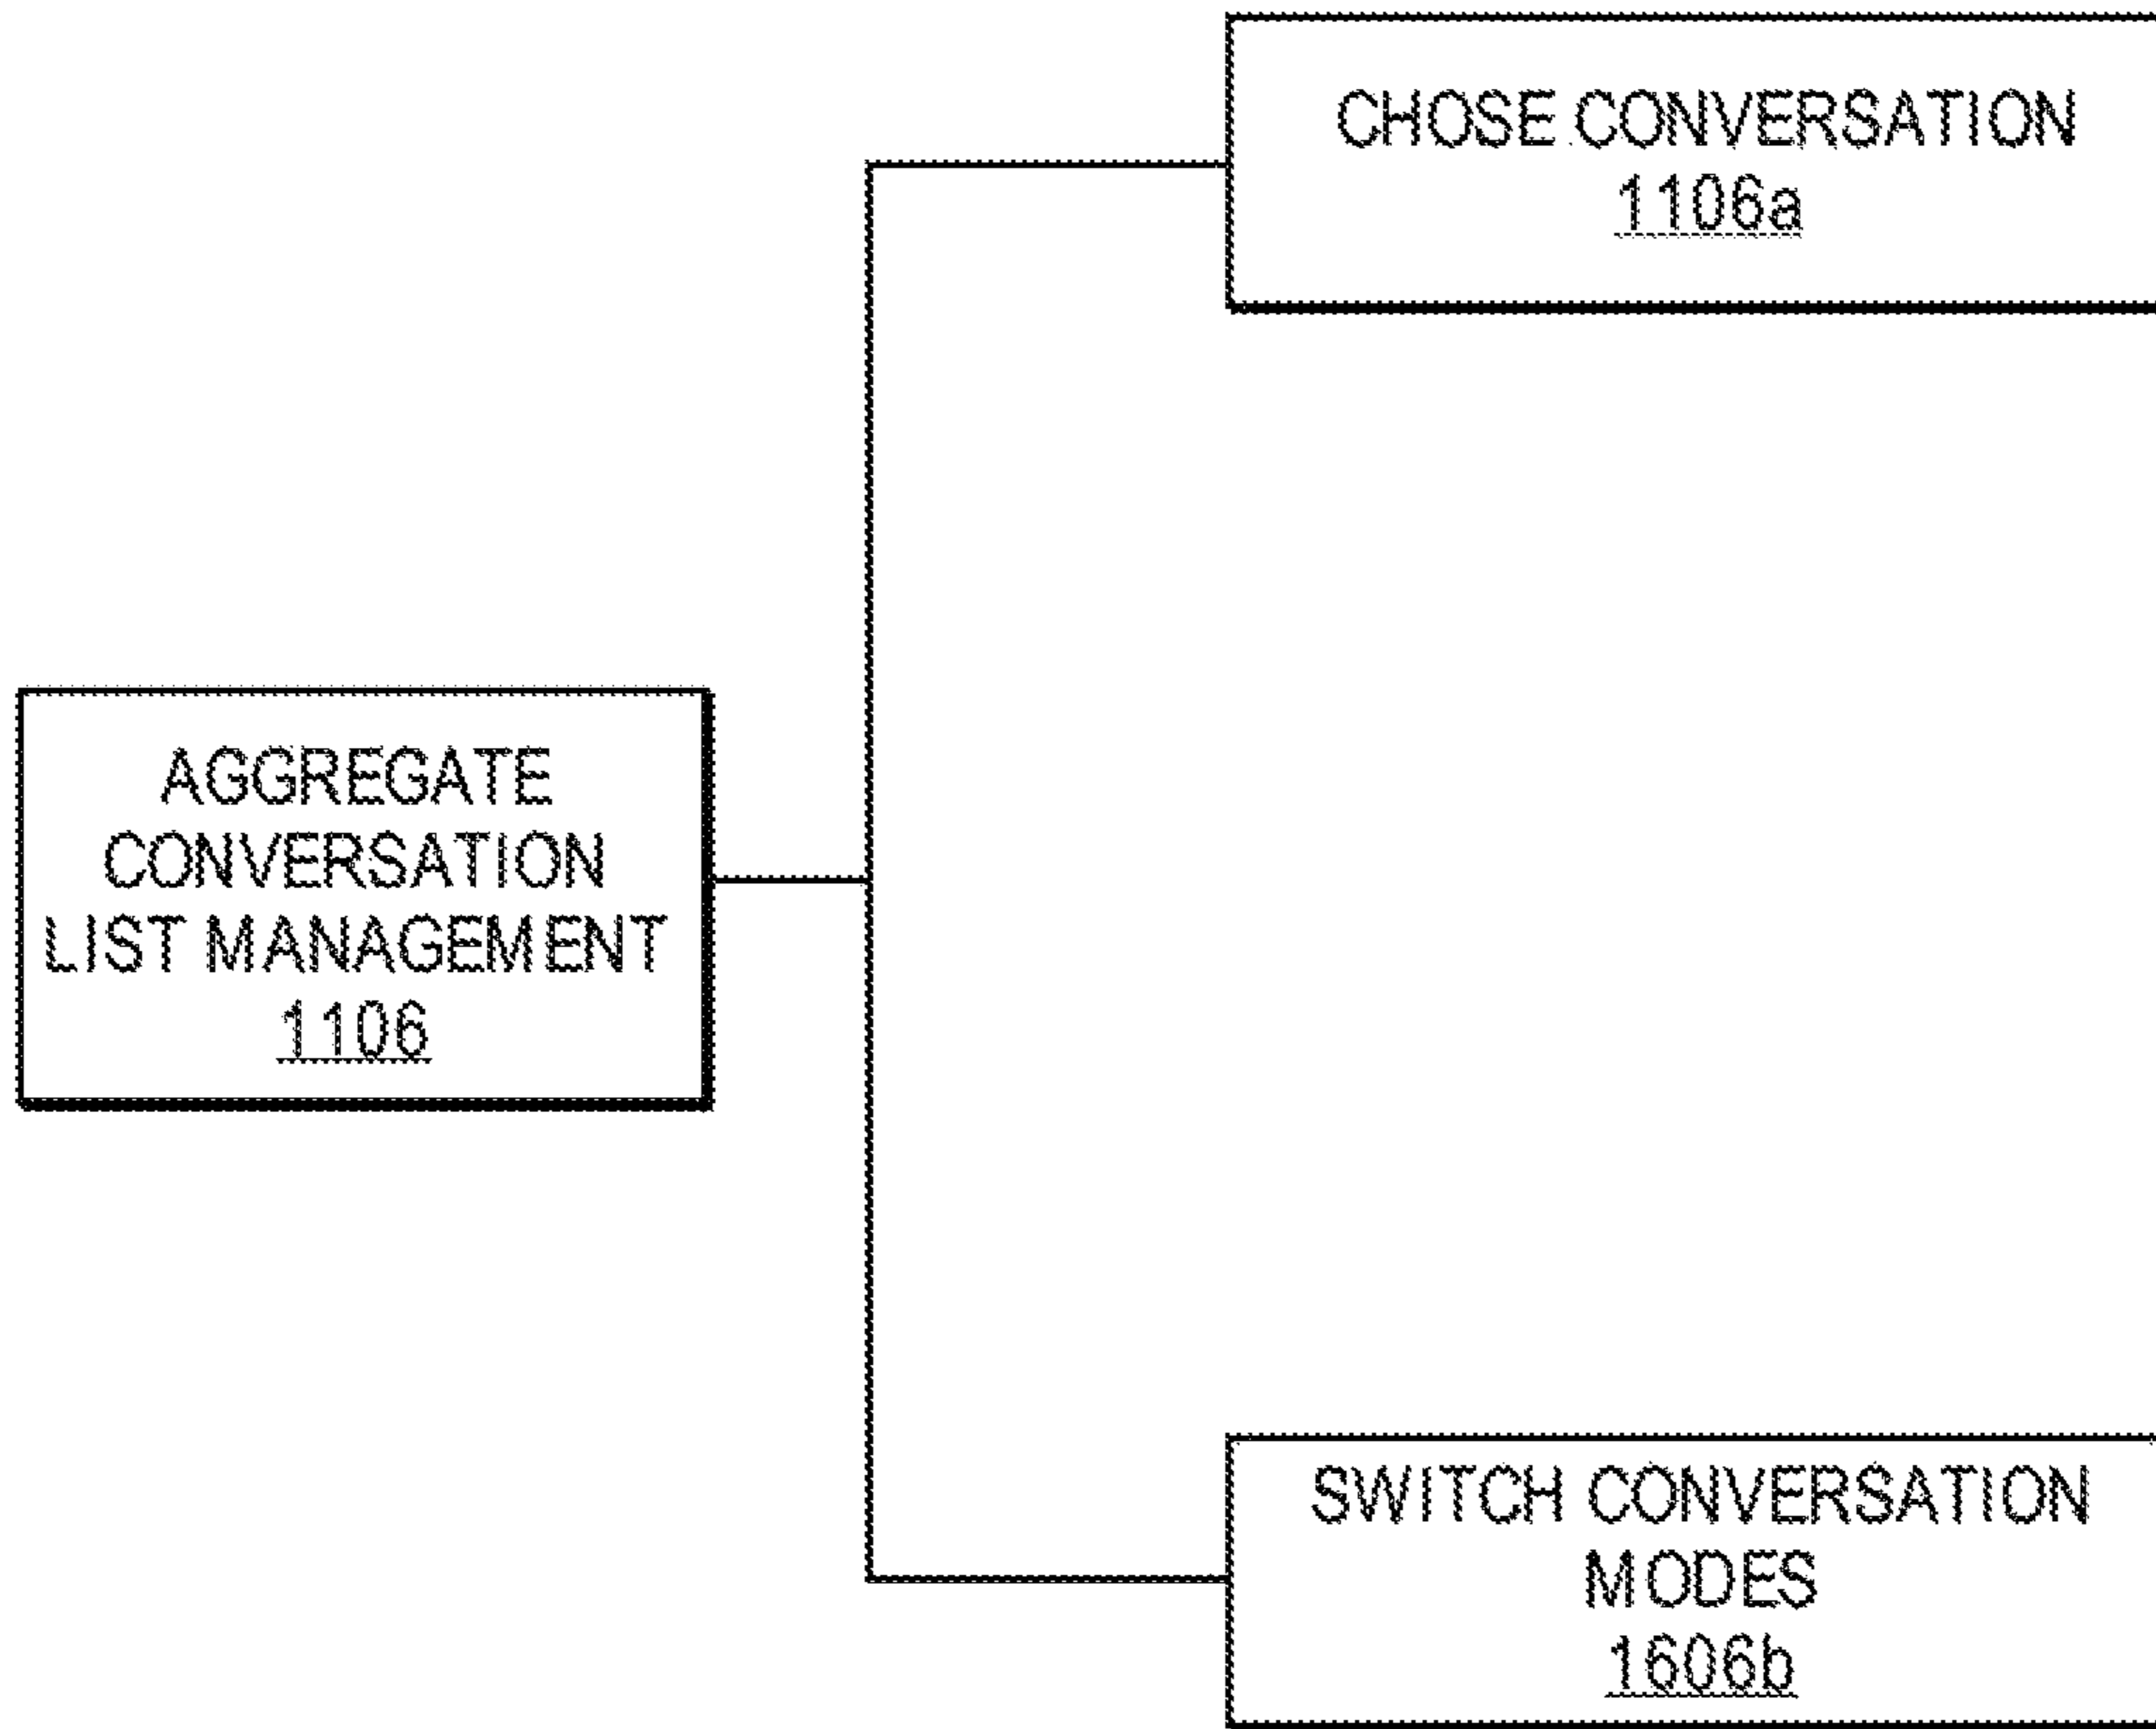 CHOSE CONVERSATION
1106a
AGGREGATE
CONVERSATION
LIST MANAGEMENT
1106
SWITCH CONVERSATION
MODES
1606b